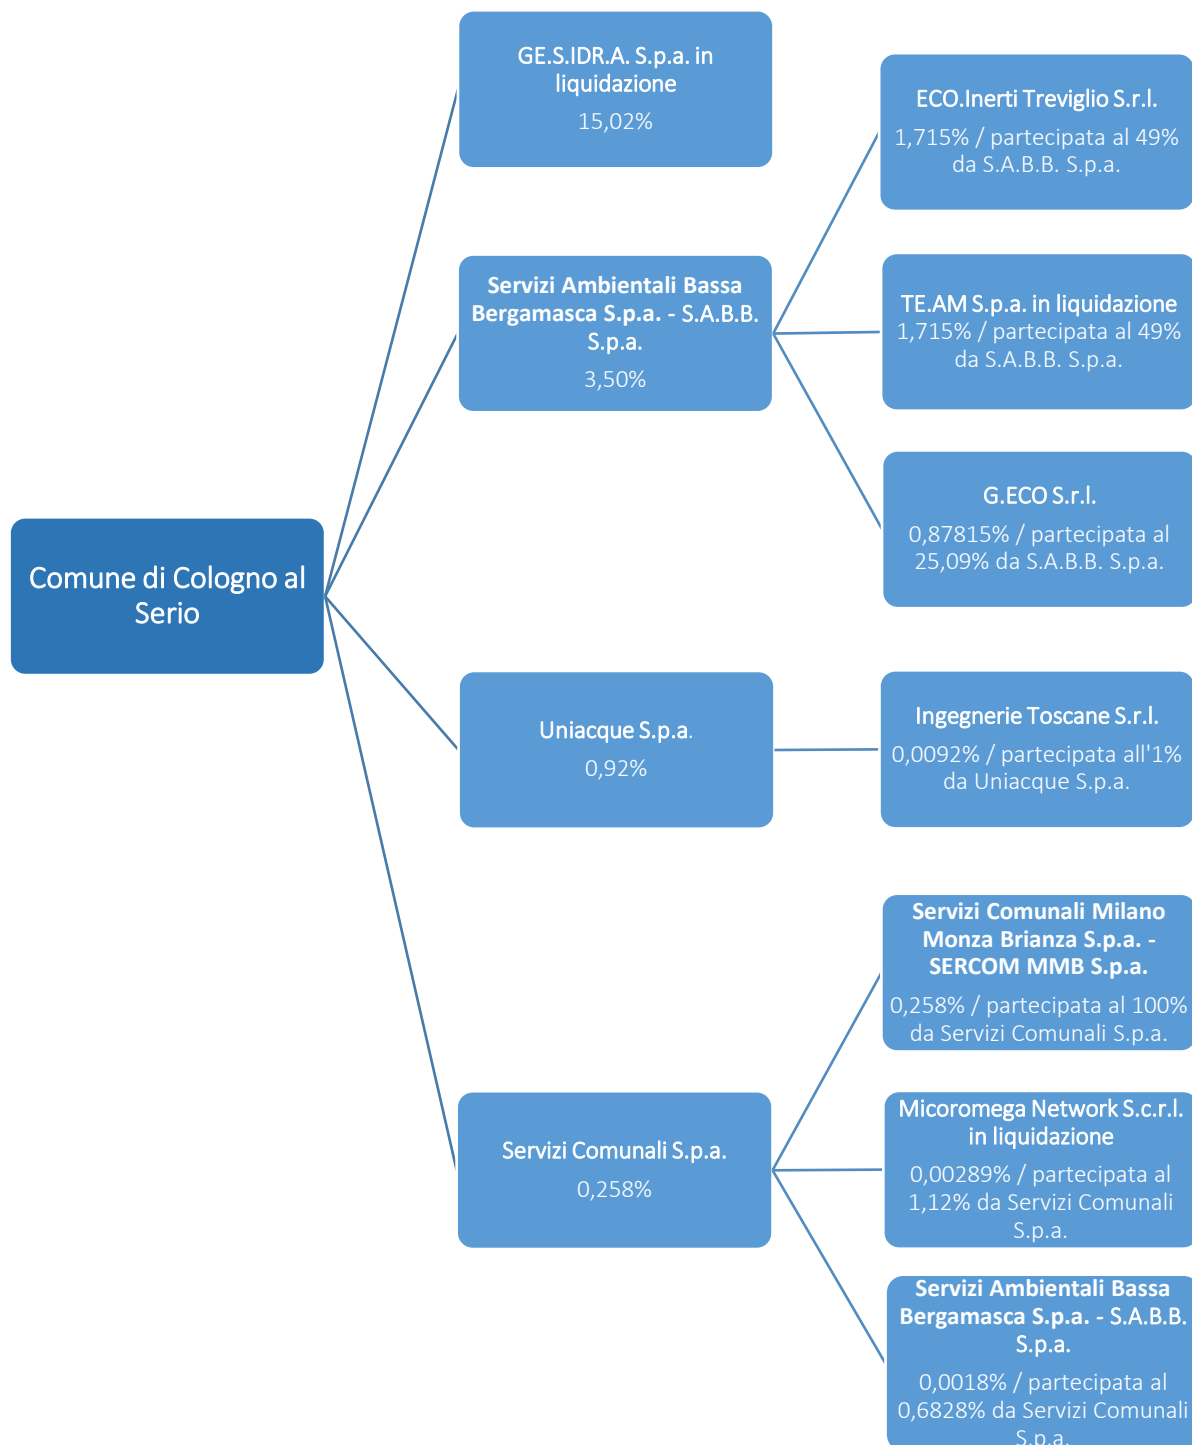 Comune di Cologno al
Serio
GE.S.IDR.A. S.p.a. in
liquidazione
15,02%
Servizi Ambientali Bassa
Bergamasca S.p.a. - S.A.B.B.
S.p.a.
3,50%
ECO.Inerti Treviglio S.r.l.
1,715% / partecipata al 49%
da S.A.B.B. S.p.a.
TE.AM S.p.a. in liquidazione
1,715% / partecipata al 49%
da S.A.B.B. S.p.a.
G.ECO S.r.l.
0,87815% / partecipata al
25,09% da S.A.B.B. S.p.a.
Uniacque S.p.a.
0,92%
Ingegnerie Toscane S.r.l.
0,0092% / partecipata all'1%
da Uniacque S.p.a.
Servizi Comunali S.p.a.
0,258%
Servizi Comunali Milano
Monza Brianza S.p.a. -
SERCOM MMB S.p.a.
0,258% / partecipata al 100%
da Servizi Comunali S.p.a.
Micoromega Network S.c.r.l.
in liquidazione
0,00289% / partecipata al
1,12% da Servizi Comunali
S.p.a.
Servizi Ambientali Bassa
Bergamasca S.p.a. - S.A.B.B.
S.p.a.
0,0018% / partecipata al
0,6828% da Servizi Comunali
S.p.a.